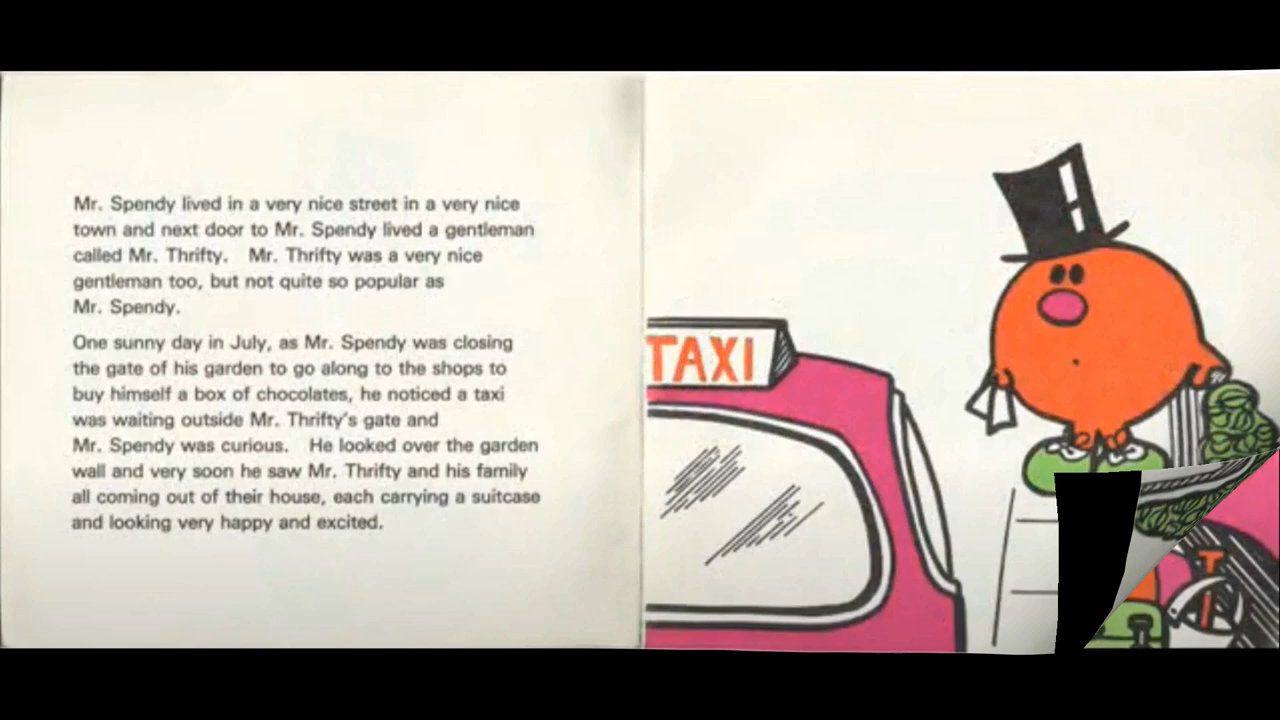 Mr. Spendy lived in a very nice street in a very nice
town and next door to Mr. Spendy lived a gentleman
called Mr. Thrifty. Mr. Thrifty was a very nice
gentleman too, but not quite so popular as
Mr. Spendy.
One sunny day in July, as Mr. Spendy was closing
the gate of his garden to go along to the shops to
buy himself a box of chocolates, he noticed a taxi
was waiting outside Mr. Thrifty's gate and
Mr. Spendy was curious. He looked over the garden
wall and very soon he saw Mr. Thrifty and his family
all coming out of their house, each carrying a suitcase
and looking very happy and excited.
TAXI